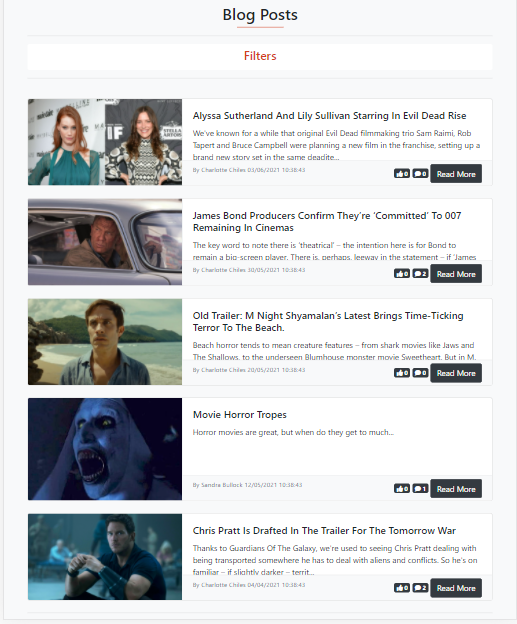 Blog Posts
Filters
Alyssa Sutherland And Lily Sullivan Starring In Evil Dead Rise
We've known for a while that original Evil Dead filmmaking trio Sam Raimi, Rob
Tapert and Bruce Campbell were planning a new film in the franchise, setting up a
brand new story set in the same deadite...
By Charlotte Chiles 03/06/2021 10:38:43
0 0 Read More
James Bond Producers Confirm They're 'Committed' To 007
Remaining In Cinemas
The key word to note there is 'theatrical' – the intention here is for Bond to
remain a big-screen player. There is, perhaps, leeway in the statement – if 'James
By Charlotte Chiles 30/05/2021 10:38:43
0 2 Read More
Old Trailer: M Night Shyamalan's Latest Brings Time-Ticking
Terror To The Beach.
Beach horror tends to mean creature features – from shark movies like Jaws and
The Shallows, to the underseen Blumhouse monster movie Sweetheart. But in M.
By Charlotte Chiles 20/05/2021 10:38:43
0 0 Read More
Movie Horror Tropes
Horror movies are great, but when do they get to much...
By Sandra Bullock 12/05/2021 10:38:43
0 1 Read More
Chris Pratt Is Drafted In The Trailer For The Tomorrow War
Thanks to Guardians Of The Galaxy, we're used to seeing Chris Pratt dealing with
being transported somewhere he has to deal with aliens and conflicts. So he's on
familiar – if slightly darker – territ...
By Charlotte Chiles 04/04/2021 10:38:43
0 2 Read More